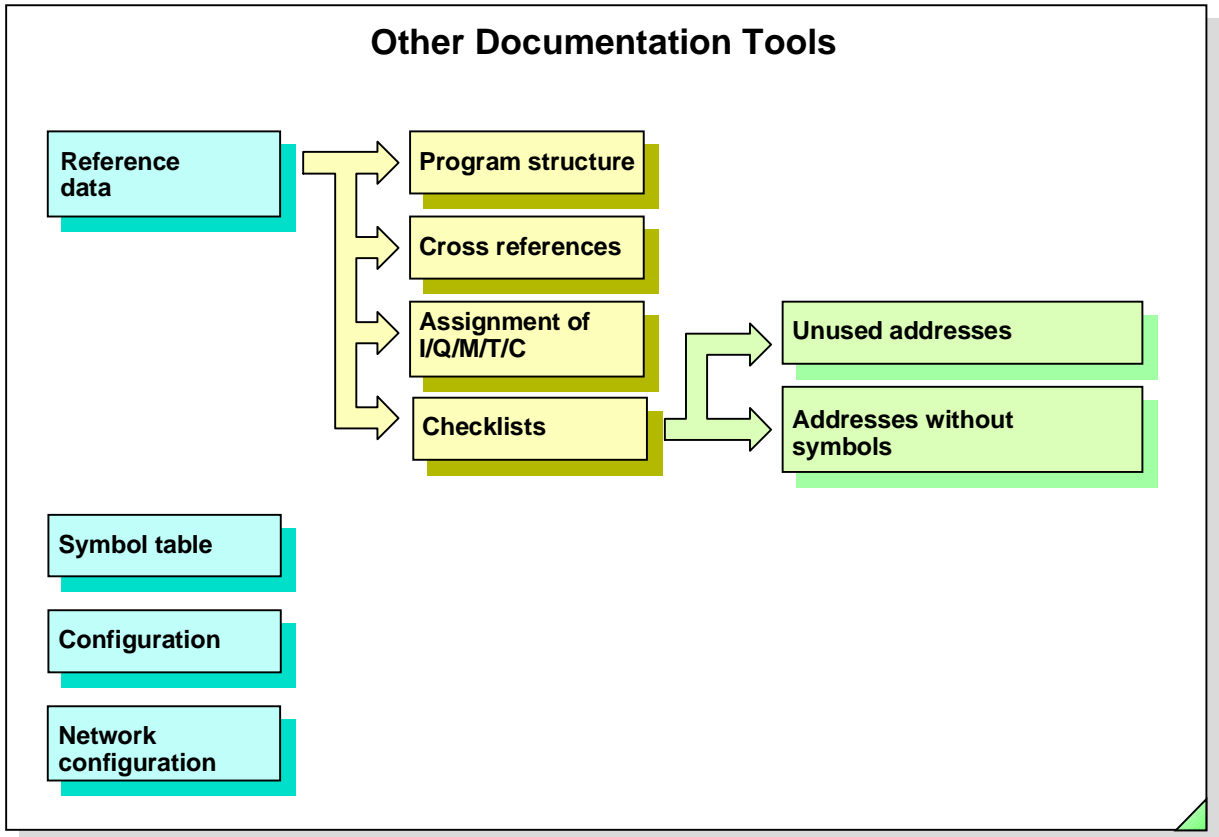 Other Documentation Tools
Reference
data
Program structure
Cross references
Assignment of
I/Q/M/T/C
Checklists
Unused addresses
Addresses without
symbols
Symbol table
Configuration
Network
configuration